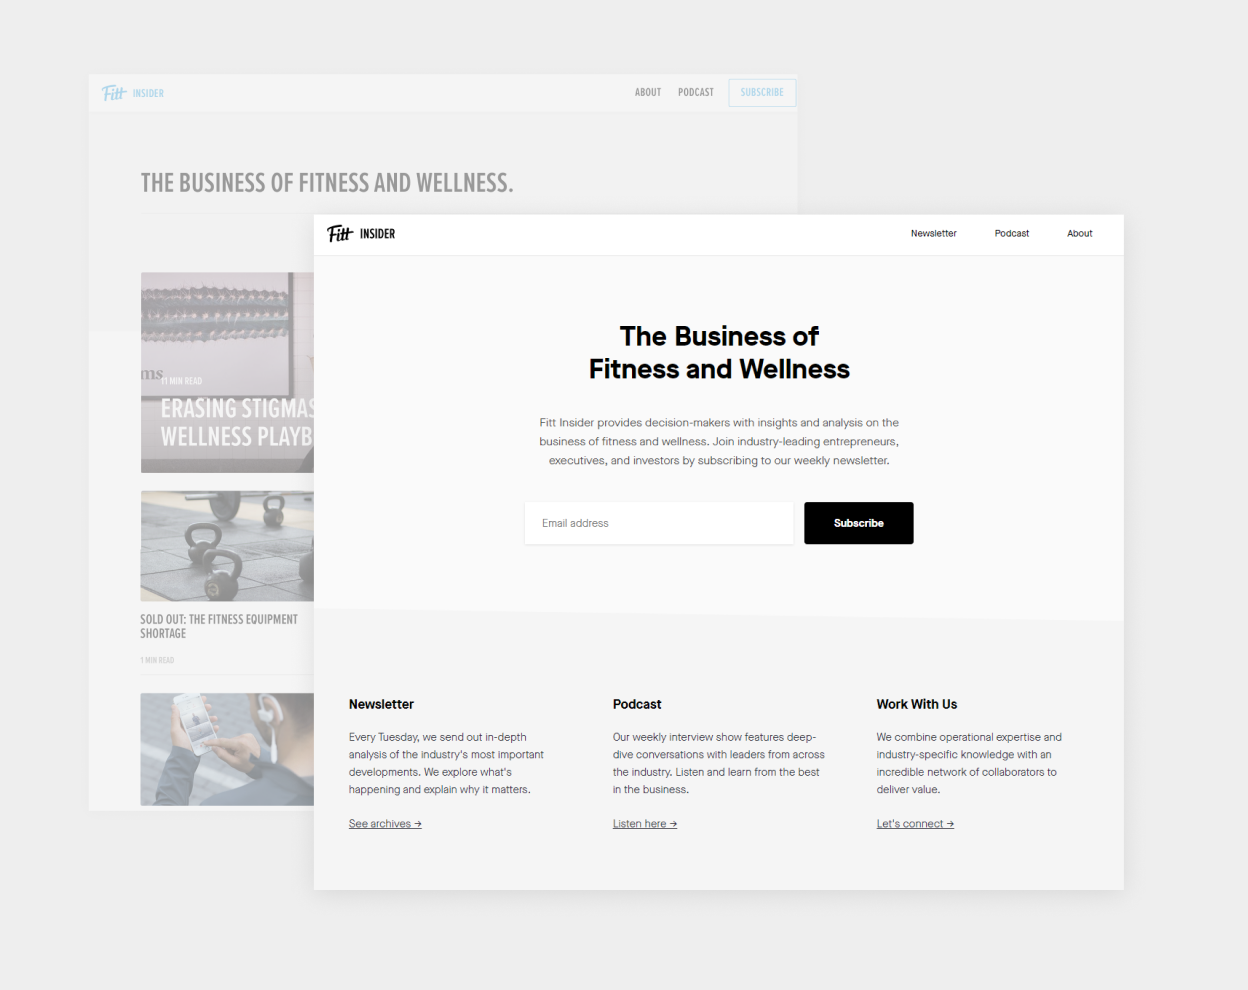 Fitt INSIDER
ABOUT
PODCAST
SUBSCRIBE
THE BUSINESS OF FITNESS AND WELLNESS.
ms
11 MIN READ
ERASING STIGMAS
WELLNESS PLAYB
SOLD OUT: THE FITNESS EQUIPMENT
SHORTAGE
1 MIN READ
Fitt INSIDER
Newsletter
Podcast
About
The Business of
Fitness and Wellness
Fitt Insider provides decision-makers with insights and analysis on the
business of fitness and wellness. Join industry-leading entrepreneurs,
executives, and investors by subscribing to our weekly newsletter.
Email address
Subscribe
Newsletter
Every Tuesday, we send out in-depth
analysis of the industry's most important
developments. We explore what's
happening and explain why it matters.
See archives →
Podcast
Our weekly interview show features deep-
dive conversations with leaders from across
the industry. Listen and learn from the best
in the business.
Listen here →
Work With Us
We combine operational expertise and
industry-specific knowledge with an
incredible network of collaborators to
deliver value.
Let's connect →